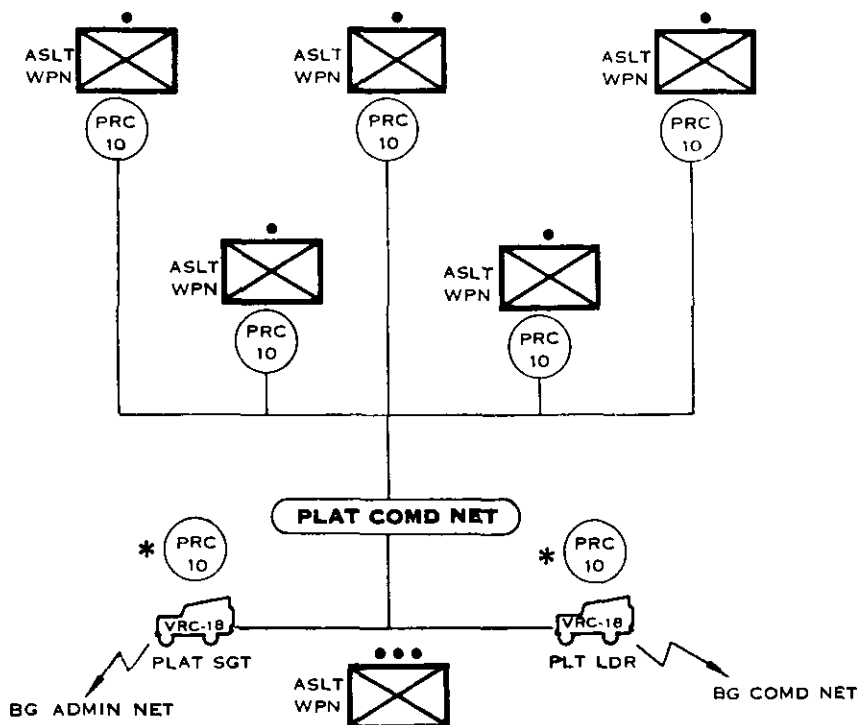 ASLT
WPN
PRC
10
ASLT
WPN
PRC
10
ASLT
WPN
PRC
10
ASLT
WPN
PRC
10
ASLT
WPN
PRC
10
PLAT COMD NET
* PRC
10
* PRC
10
VRC-18
VRC-18
PLAT SGT
PLT LDR
ASLT
WPN
BG ADMIN NET
BG COMD NET